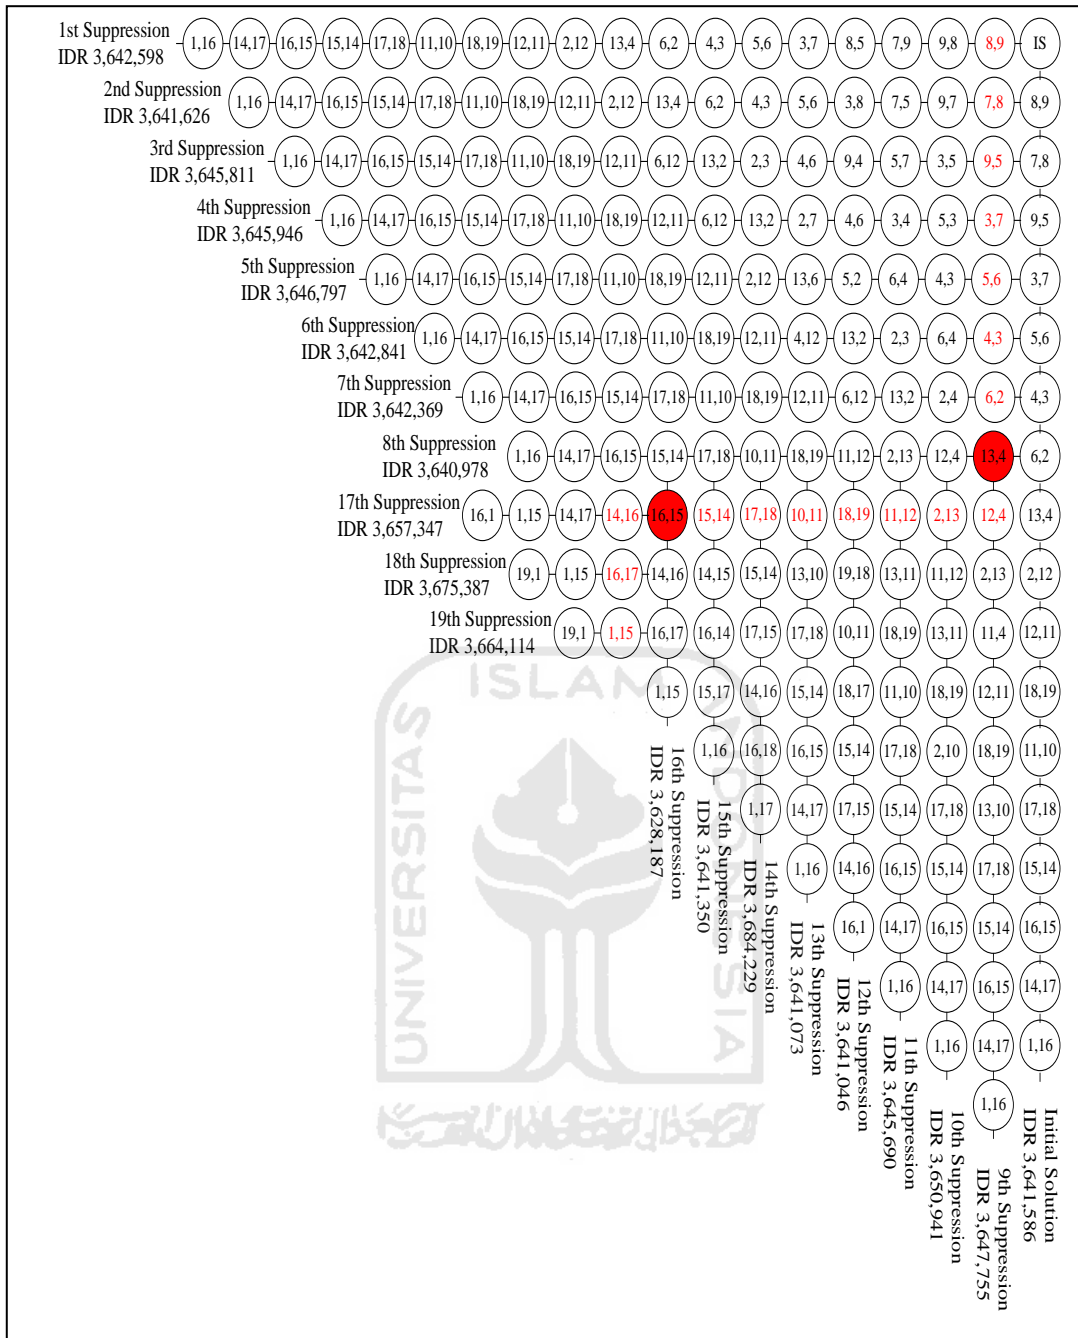 1st Suppression
IDR 3,642,598
1,16 14,17 16,15 15,14 17,18 11,10 18,19 12,11 2,12 13,4 6,2 4,3 5,6 3,7 8,5 7,9 9,8 8,9 IS
2nd Suppression
IDR 3,641,626
1,16 14,17 16,15 15,14 17,18 11,10 18,19 12,11 2,12 13,4 6,2 4,3 5,6 3,8 7,5 9,7 7,8 8,9
3rd Suppression
IDR 3,645,811
1,16 14,17 16,15 15,14 17,18 11,10 18,19 12,11 6,12 13,2 2,3 4,6 9,4 5,7 3,5 9,5 7,8
4th Suppression
IDR 3,645,946
1,16 14,17 16,15 15,14 17,18 11,10 18,19 12,11 6,12 13,2 2,7 4,6 3,4 5,3 3,7 9,5
5th Suppression
IDR 3,646,797
1,16 14,17 16,15 15,14 17,18 11,10 18,19 12,11 2,12 13,6 5,2 6,4 4,3 5,6 3,7
6th Suppression
IDR 3,642,841
1,16 14,17 16,15 15,14 17,18 11,10 18,19 12,11 4,12 13,2 2,3 6,4 4,3 5,6
7th Suppression
IDR 3,642,369
1,16 14,17 16,15 15,14 17,18 11,10 18,19 12,11 6,12 13,2 2,4 6,2 4,3
8th Suppression
IDR 3,640,978
1,16 14,17 16,15 15,14 17,18 10,11 18,19 11,12 2,13 12,4 13,4 6,2
17th Suppression
IDR 3,657,347
16,1 1,15 14,17 14,16 16,15 15,14 17,18 10,11 18,19 11,12 2,13 12,4 13,4
18th Suppression
IDR 3,675,387
19,1 1,15 16,17 14,16 14,15 15,14 13,10 19,18 13,11 11,12 2,13 2,12
19th Suppression
IDR 3,664,114
19,1 1,15 16,17 16,14 17,15 17,18 10,11 18,19 13,11 11,4 12,11
1,15 15,17 14,16 15,14 18,17 11,10 18,19 12,11 18,19
1,16 16,18 16,15 15,14 17,18 2,10 18,19 11,10
1,17 14,17 17,15 15,14 17,18 13,10 17,18
1,16 14,16 16,15 15,14 17,18 15,14
16,1 14,17 16,15 15,14 16,15
1,16 14,17 16,15 14,17
1,16 14,17 1,16
1,16
16th Suppression
IDR 3,628,187
15th Suppression
IDR 3,641,350
14th Suppression
IDR 3,684,229
13th Suppression
IDR 3,641,073
12th Suppression
IDR 3,641,046
11th Suppression
IDR 3,645,690
10th Suppression
IDR 3,650,941
9th Suppression
IDR 3,647,755
Initial Solution
IDR 3,641,586
UNIVERSITAS
ISLAM
INDONESIA